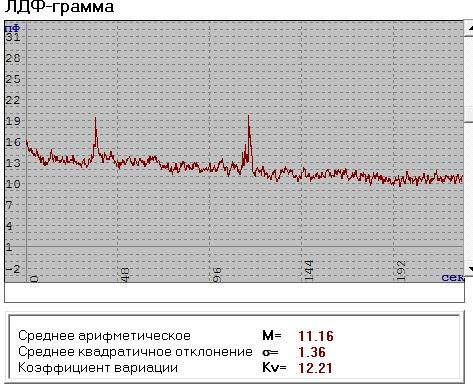 ЛДФ-грамма
пФ
31
28
25
22
19
16
13
10
7
4
1
-2
0 48 96 144 192 сек
Среднее арифметическое M= 11.16
Среднее квадратичное отклонение σ= 1.36
Коэффициент вариации Kv= 12.21